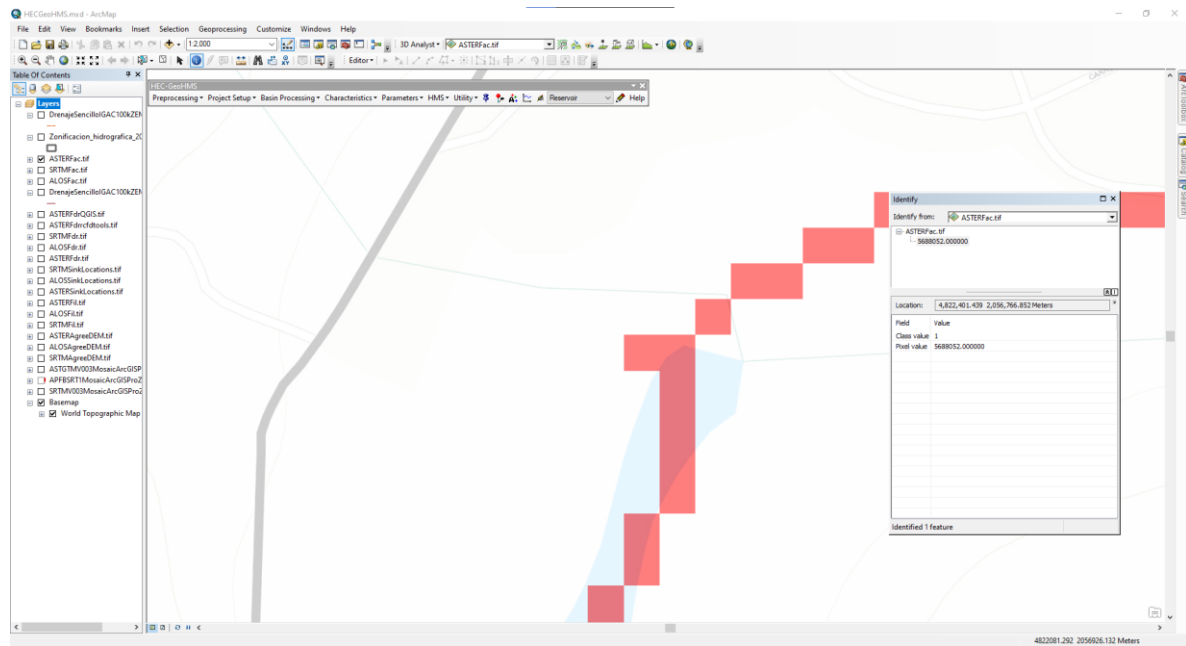 HECGeoHMS.mxd - ArcMap
File Edit View Bookmarks Insert Selection Geoprocessing Customize Windows Help
1:2,000
3D Analyst
ASTERFac.tif
Editor
Table Of Contents
HEC-GeoHMS
Preprocessing Project Setup Basin Processing Characteristics Parameters HMS Utility Reservoir Help
Layers
DrenajeSencilloIGAC100kZEN
Zonificacion_hidrografica_20
ASTERFac.tif
SRTMFac.tif
ALOSFac.tif
DrenajeSencilloIGAC100kZEN
ASTERFdrQGIS.tif
ASTERFdrrcfdtools.tif
SRTMFdr.tif
ALOSFdr.tif
ASTERFdr.tif
SRTMSinkLocations.tif
ALOSSinkLocations.tif
ASTERSinkLocations.tif
ASTERFil.tif
ALOSFil.tif
SRTMFil.tif
ASTERAgreeDEM.tif
ALOSAgreeDEM.tif
SRTMAgreeDEM.tif
ASTGTMV003MosaicArcGISP
APFBSRT1MosaicArcGISProZ
SRTMV003MosaicArcGISProZ
Basemap
World Topographic Map
Identify
Identify from: ASTERFac.tif
ASTERFac.tif
5688052.000000
Location: 4,822,401.439 2,056,766.852 Meters
Field Value
Class value 1
Pixel value 5688052.000000
Identified 1 feature
ArcToolbox
Catalog
Search
4822081.292 2056926.132 Meters